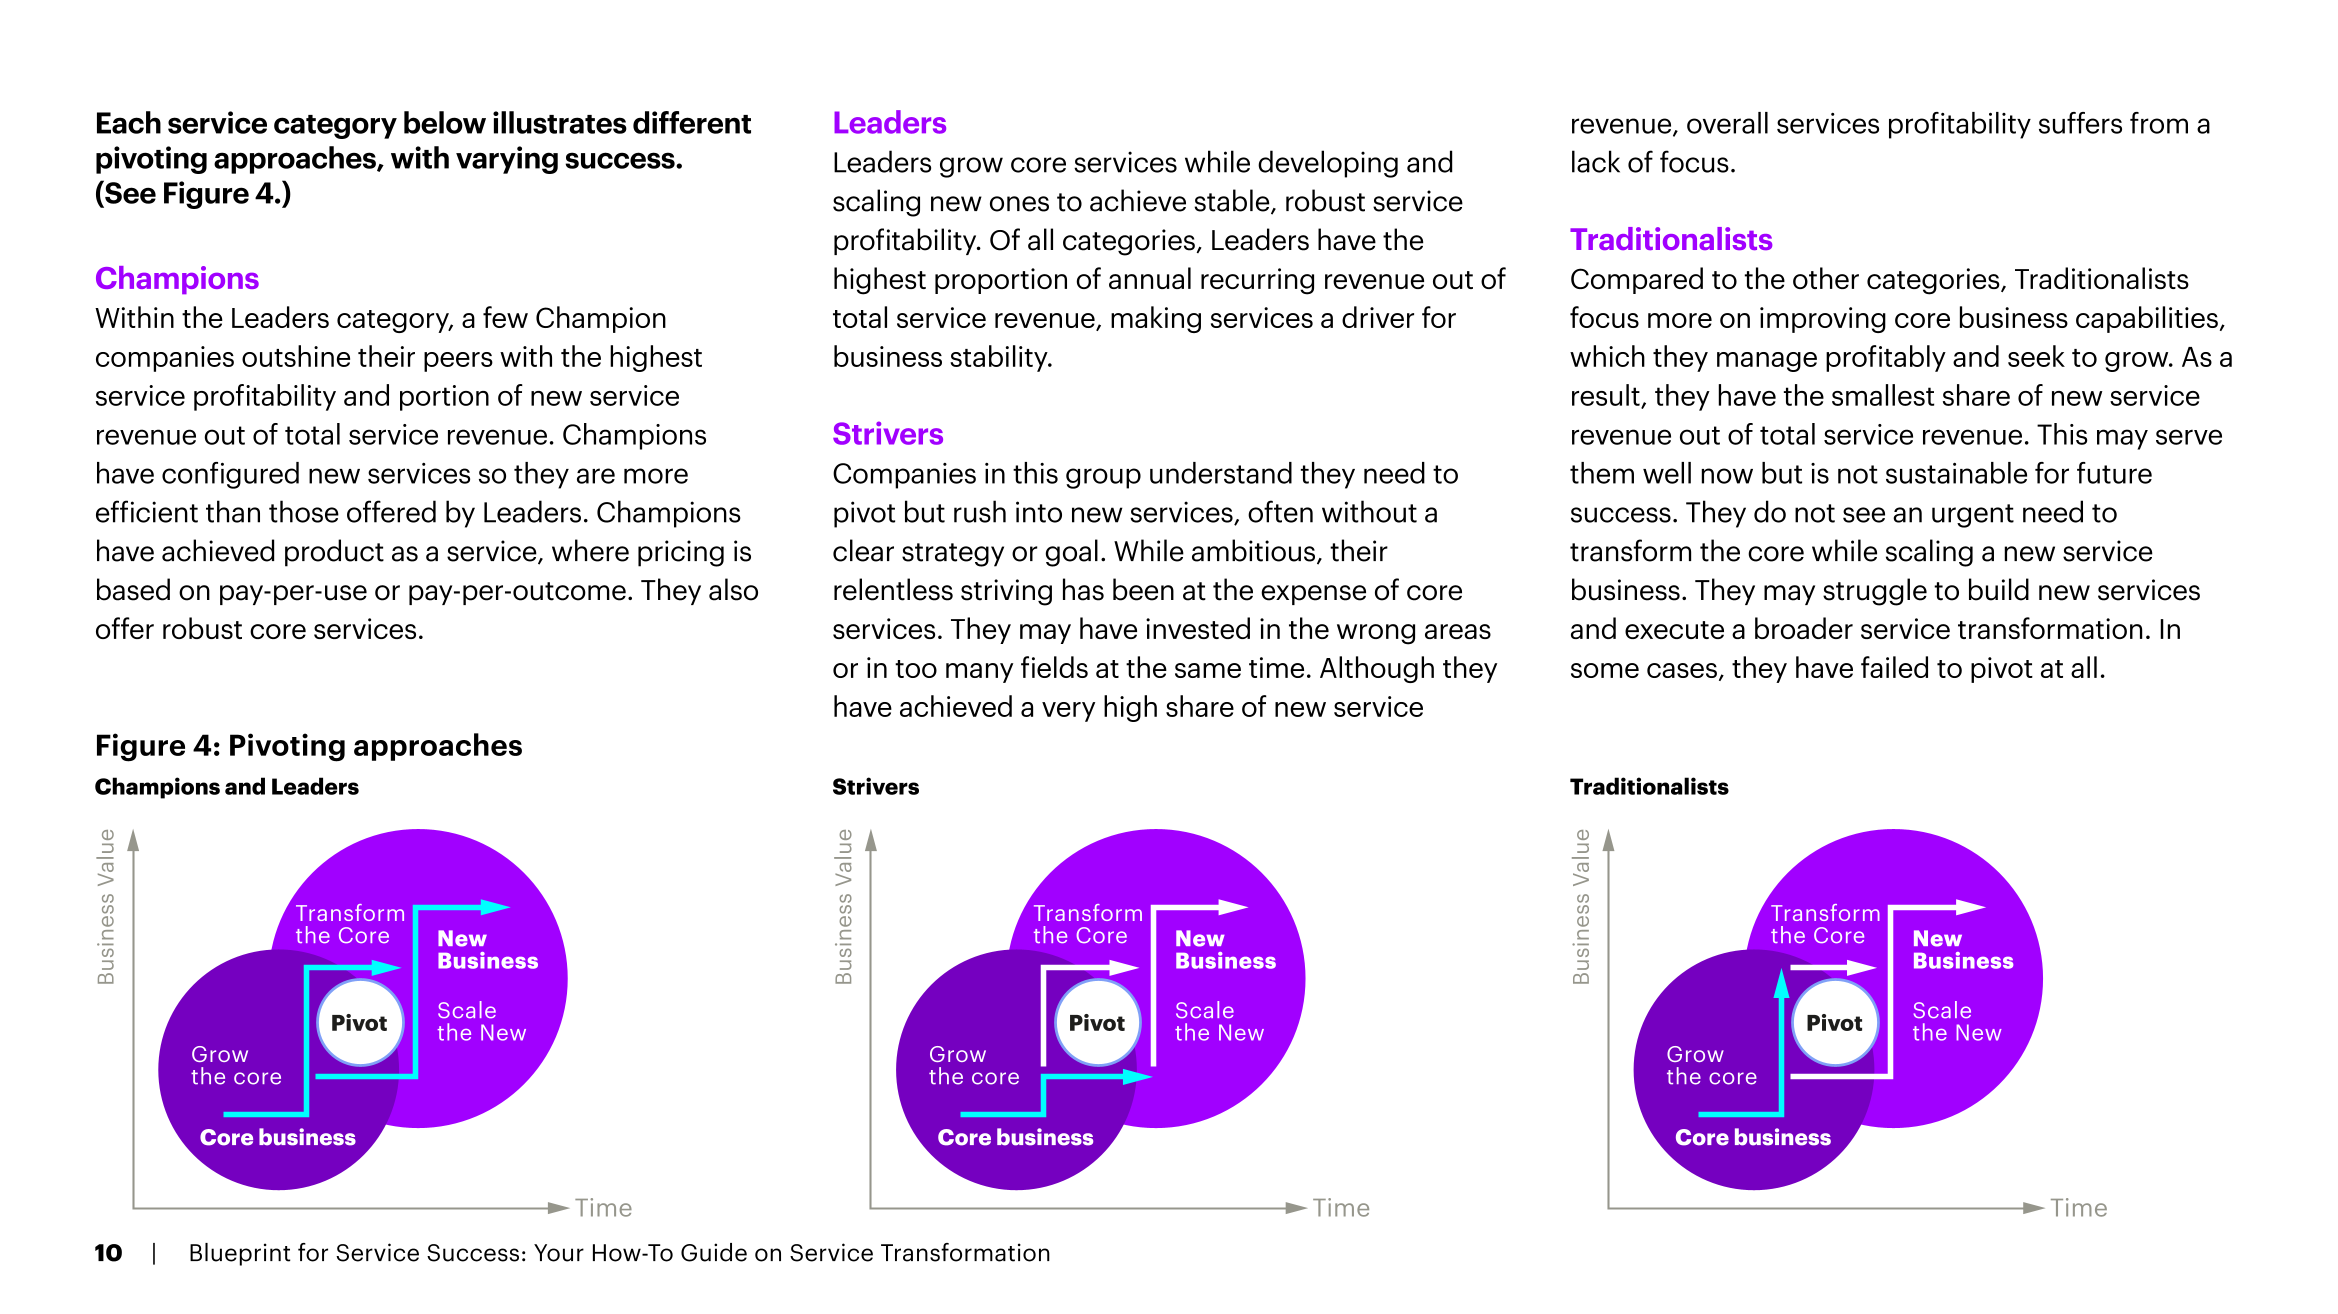 Each service category below illustrates different
pivoting approaches, with varying success.
(See Figure 4.)
Champions
Within the Leaders category, a few Champion
companies outshine their peers with the highest
service profitability and portion of new service
revenue out of total service revenue. Champions
have configured new services so they are more
efficient than those offered by Leaders. Champions
have achieved product as a service, where pricing is
based on pay-per-use or pay-per-outcome. They also
offer robust core services.
Leaders
Leaders grow core services while developing and
scaling new ones to achieve stable, robust service
profitability. Of all categories, Leaders have the
highest proportion of annual recurring revenue out of
total service revenue, making services a driver for
business stability.
Strivers
Companies in this group understand they need to
pivot but rush into new services, often without a
clear strategy or goal. While ambitious, their
relentless striving has been at the expense of core
services. They may have invested in the wrong areas
or in too many fields at the same time. Although they
have achieved a very high share of new service
revenue, overall services profitability suffers from a
lack of focus.
Traditionalists
Compared to the other categories, Traditionalists
focus more on improving core business capabilities,
which they manage profitably and seek to grow. As a
result, they have the smallest share of new service
revenue out of total service revenue. This may serve
them well now but is not sustainable for future
success. They do not see an urgent need to
transform the core while scaling a new service
business. They may struggle to build new services
and execute a broader service transformation. In
some cases, they have failed to pivot at all.
Figure 4: Pivoting approaches
Champions and Leaders
Business Value
Transform
the Core
New
Business
Scale
the New
Pivot
Grow
the core
Core business
Time
Strivers
Business Value
Transform
the Core
New
Business
Scale
the New
Pivot
Grow
the core
Core business
Time
Traditionalists
Business Value
Transform
the Core
New
Business
Scale
the New
Pivot
Grow
the core
Core business
Time
10 | Blueprint for Service Success: Your How-To Guide on Service Transformation